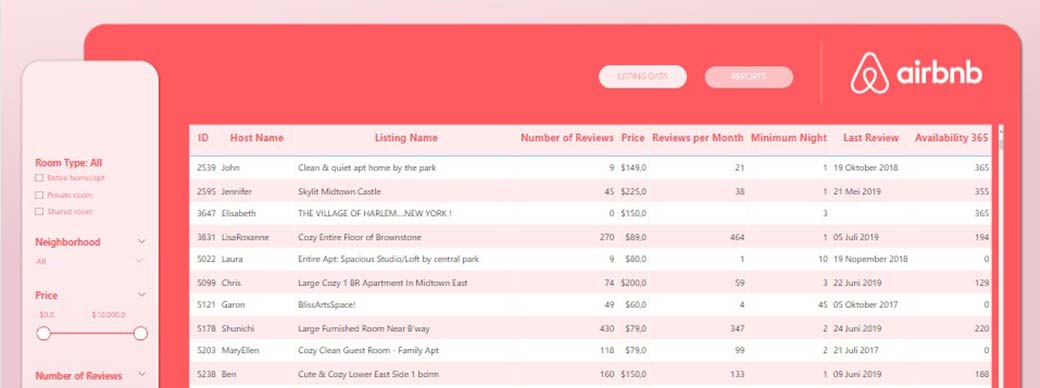 LISTING DATA REPORTS airbnb
Room Type: All
Entire home/apt
Private room
Shared room
Neighborhood
All
Price
$0,0 $10.000,0
Number of Reviews
ID Host Name Listing Name Number of Reviews Price Reviews per Month Minimum Night Last Review Availability 365
2539 John Clean & quiet apt home by the park 9 $149,0 21 1 19 Oktober 2018 365
2595 Jennifer Skylit Midtown Castle 45 $225,0 38 1 21 Mei 2019 355
3647 Elisabeth THE VILLAGE OF HARLEM....NEW YORK ! 0 $150,0 3 365
3831 LisaRoxanne Cozy Entire Floor of Brownstone 270 $89,0 464 1 05 Juli 2019 194
5022 Laura Entire Apt: Spacious Studio/Loft by central park 9 $80,0 1 10 19 Nopember 2018 0
5099 Chris Large Cozy 1 BR Apartment In Midtown East 74 $200,0 59 3 22 Juni 2019 129
5121 Garon BlissArtsSpace! 49 $60,0 4 45 05 Oktober 2017 0
5178 Shunichi Large Furnished Room Near B'way 430 $79,0 347 2 24 Juni 2019 220
5203 MaryEllen Cozy Clean Guest Room - Family Apt 118 $79,0 99 2 21 Juli 2017 0
5238 Ben Cute & Cozy Lower East Side 1 bdrm 160 $150,0 133 1 09 Juni 2019 188